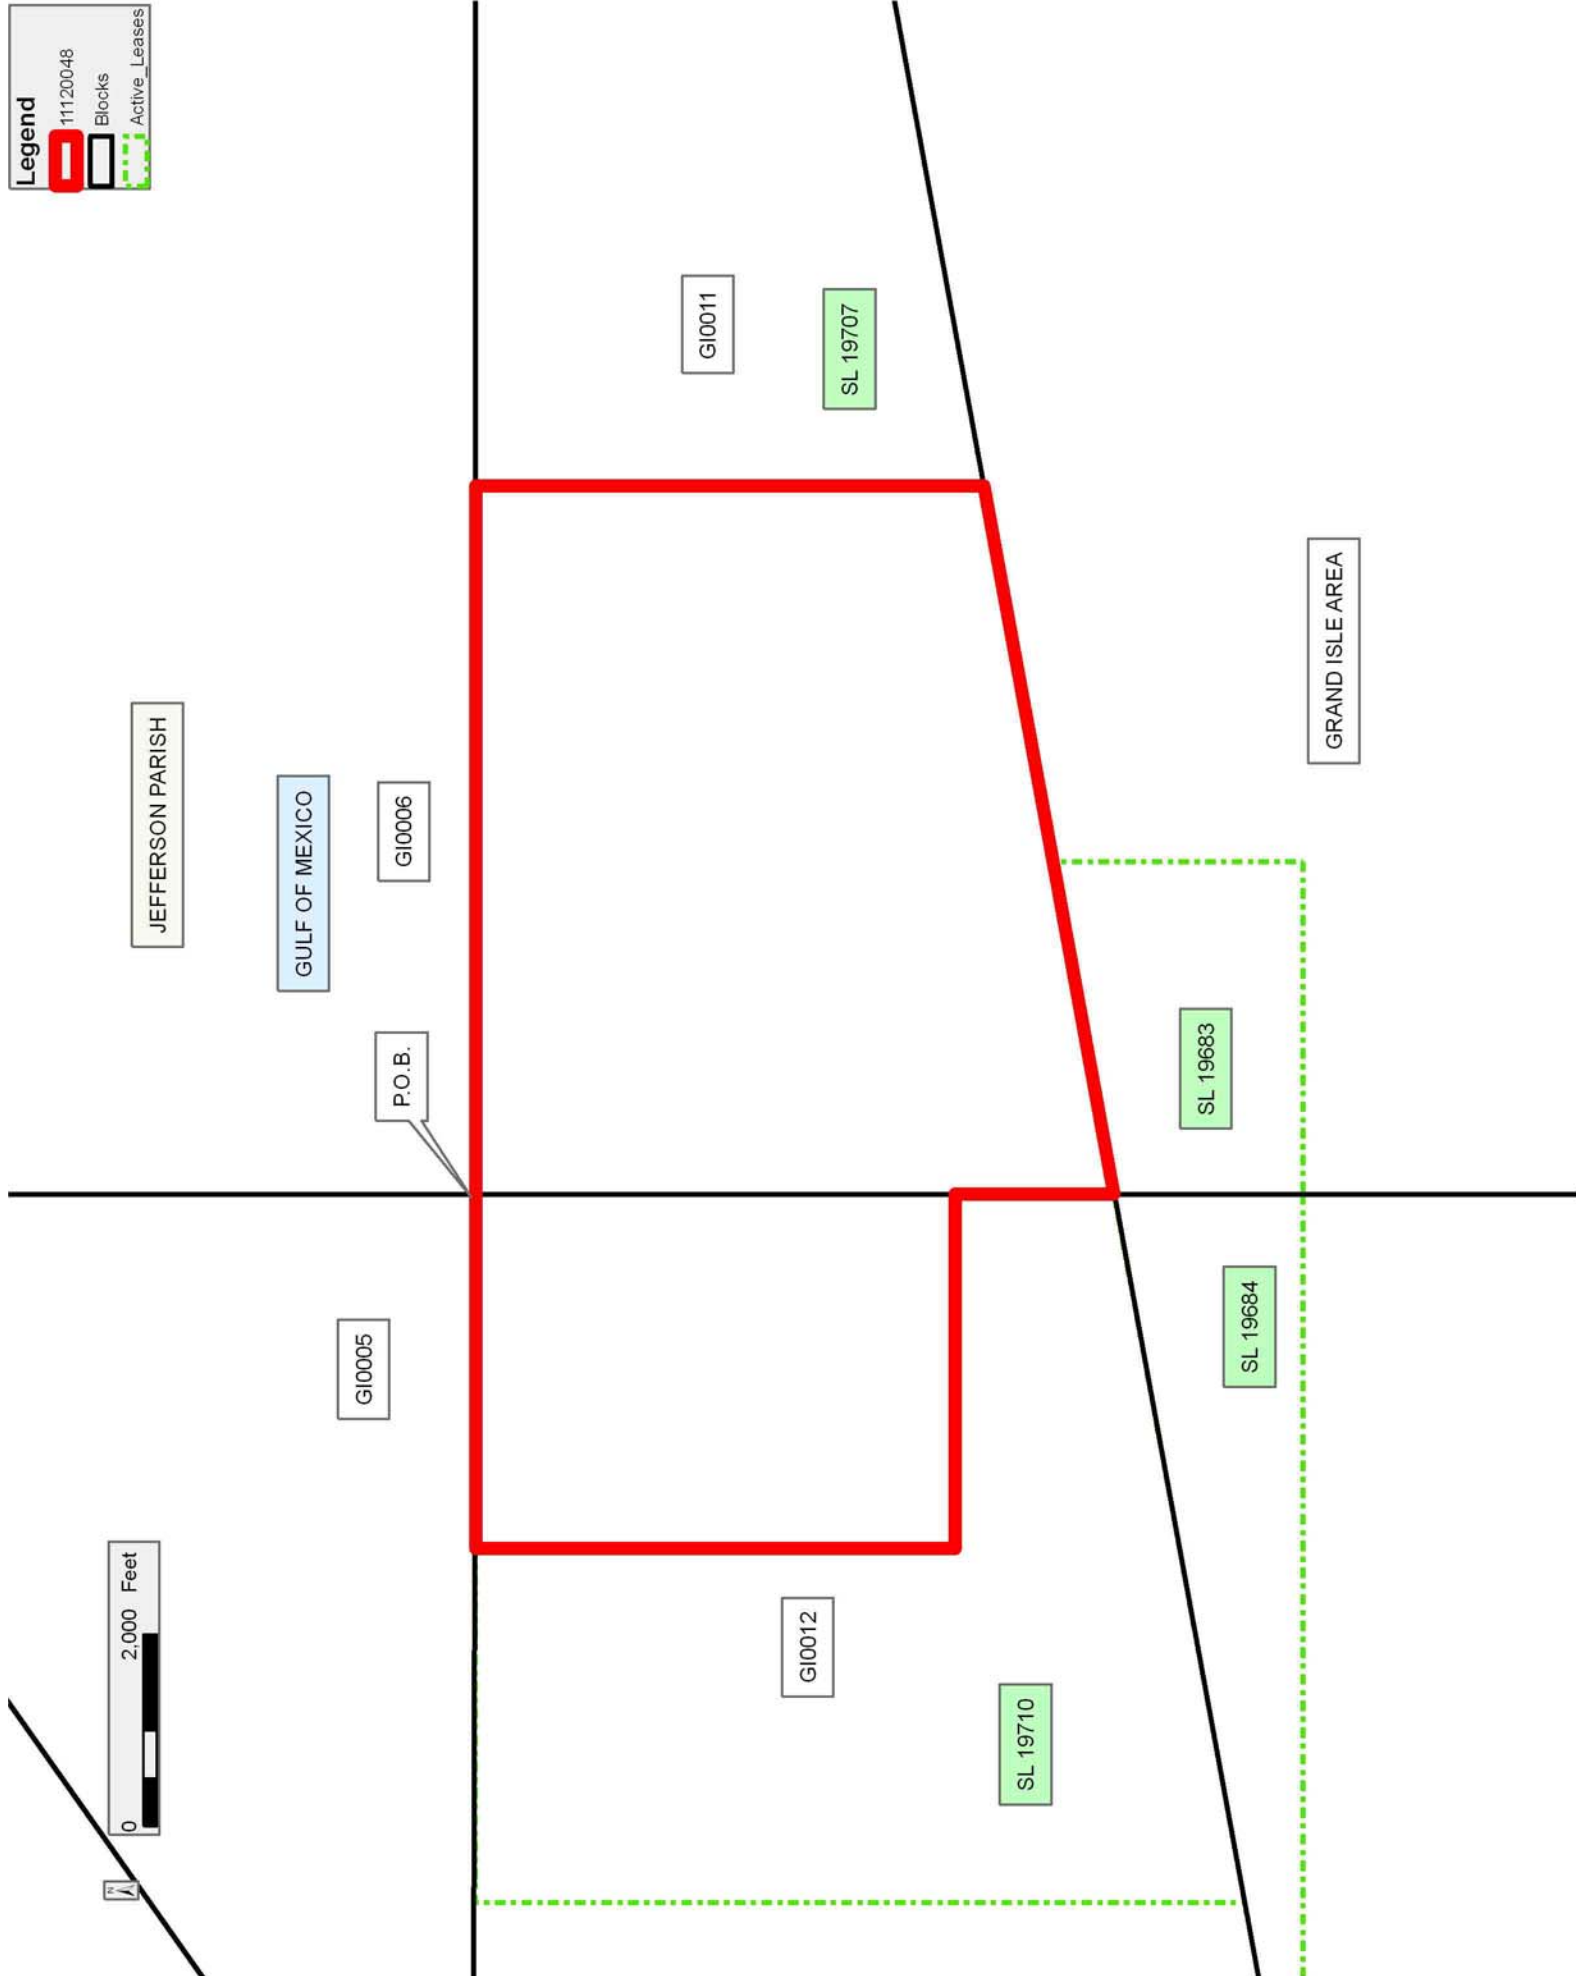 Legend
11120048
Blocks
Active_Leases
JEFFERSON PARISH
GULF OF MEXICO
GI0006
P.O.B.
GI0005
0 2,000 Feet
N
GI0011
SL 19707
GI0012
SL 19710
SL 19683
SL 19684
GRAND ISLE AREA